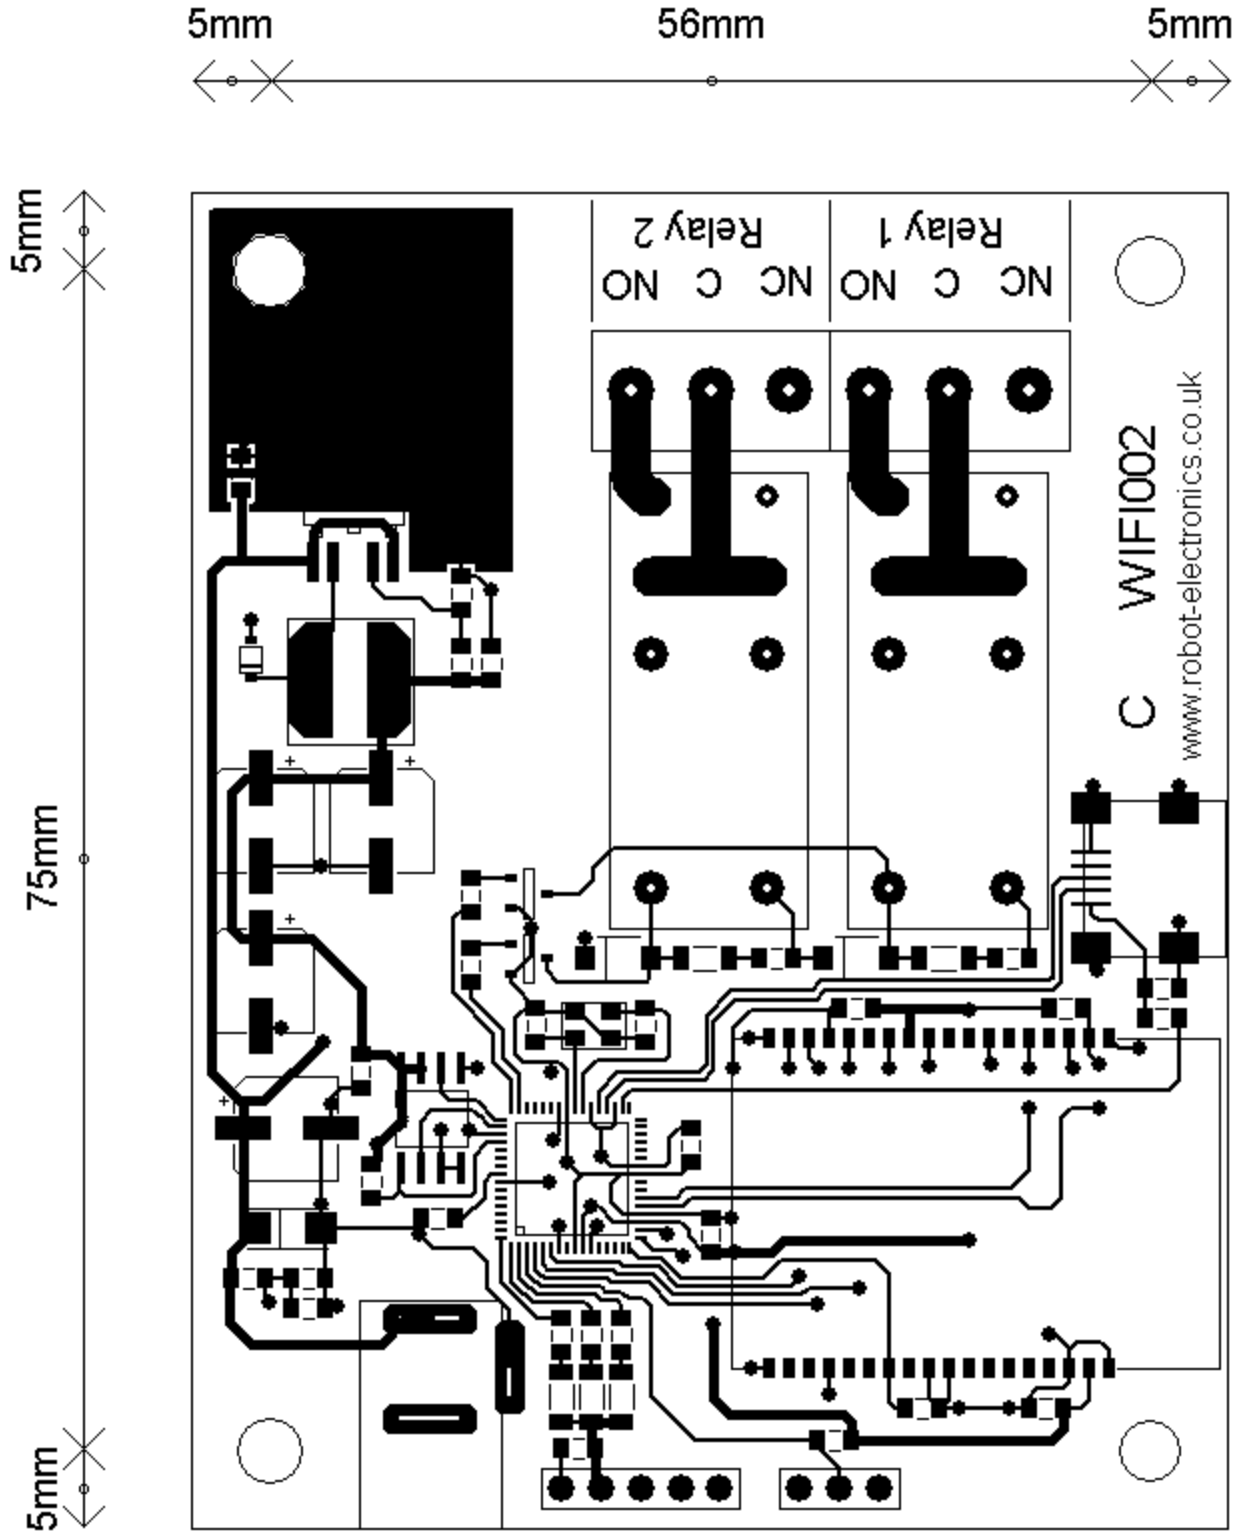 5mm 56mm 5mm
5mm
75mm
5mm
Relay 2 Relay 1
NO C NC NO C NC
C WIFI002
www.robot-electronics.co.uk
+ +
+
+